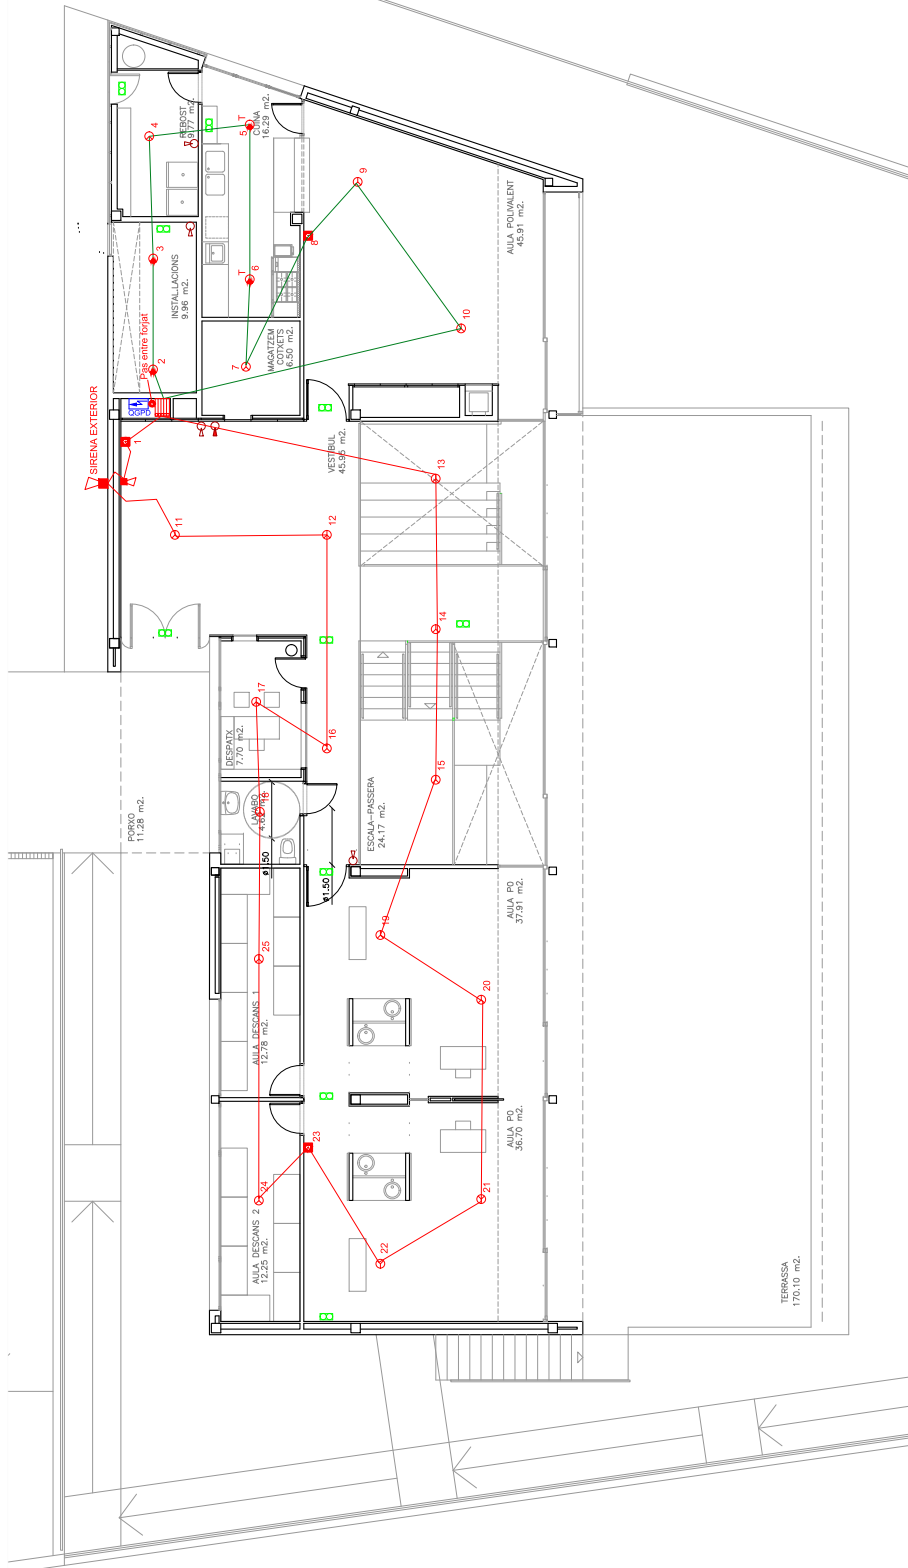 REBOST
9.77 m2.
CUINA
16.29 m2.
AULA POLIVALENT
45.91 m2.
INSTAL.LACIONS
9.96 m2.
MAGATZEM
COTXETS
6.50 m2.
Pas entre forjat
QGPD
SIRENA EXTERIOR
VESTIBUL
45.95 m2.
DESPATX
7.70 m2.
LAVABO
4.62 m2.
PORXO
11.28 m2.
ESCALA-PASSERA
24.17 m2.
ø1.50
ø1.50
AULA P0
37.91 m2.
AULA DESCANS 1
12.78 m2.
AULA P0
36.70 m2.
AULA DESCANS 2
12.25 m2.
TERRASSA
170.10 m2.
1
2
3
4
5
T
6
T
7
8
9
10
11
12
13
14
15
16
17
18
19
20
21
22
23
24
25